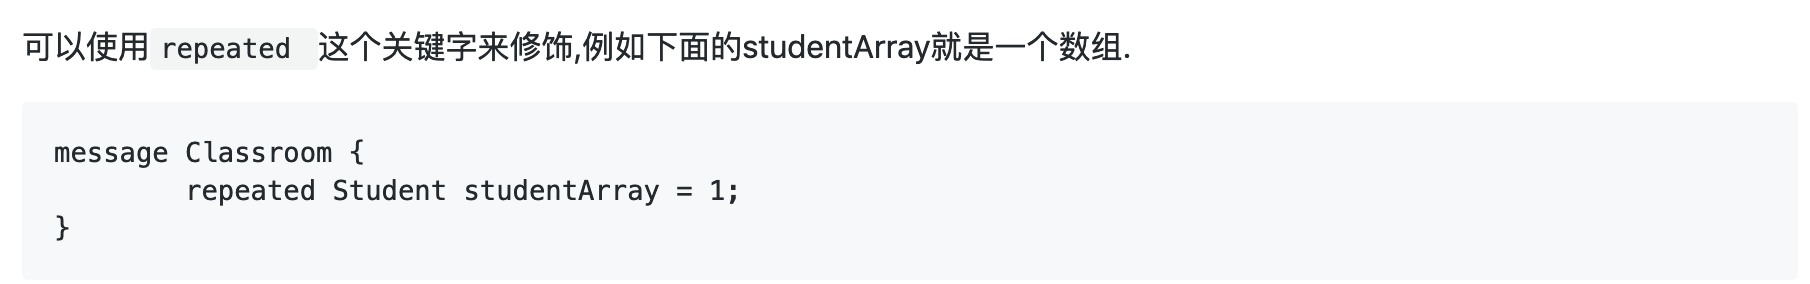 可以使用 repeated 这个关键字来修饰,例如下面的studentArray就是一个数组.
message Classroom {
        repeated Student studentArray = 1;
}